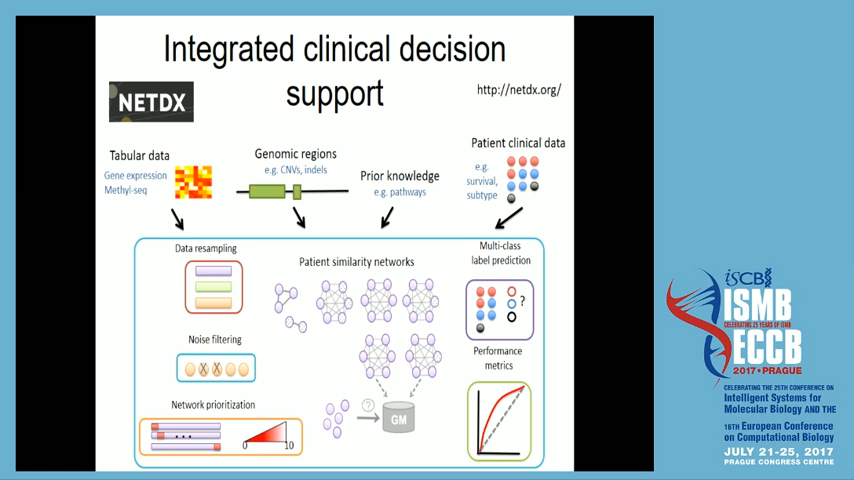 Integrated clinical decision
support
NETDX
http://netdx.org/
Tabular data
Gene expression
Methyl-seq
Genomic regions
e.g. CNVs, indels
Prior knowledge
e.g. pathways
Patient clinical data
e.g.
survival,
subtype
Data resampling
Noise filtering
X X
Network prioritization
0 10
Patient similarity networks
?
GM
Multi-class
label prediction
?
Performance
metrics
iSCB
ISMB
CELEBRATING 25 YEARS OF ISMB
ECCB
2017 • PRAGUE
CELEBRATING THE 25TH CONFERENCE ON
Intelligent Systems for
Molecular Biology AND THE
16TH European Conference
on Computational Biology
JULY 21-25, 2017
PRAGUE CONGRESS CENTRE